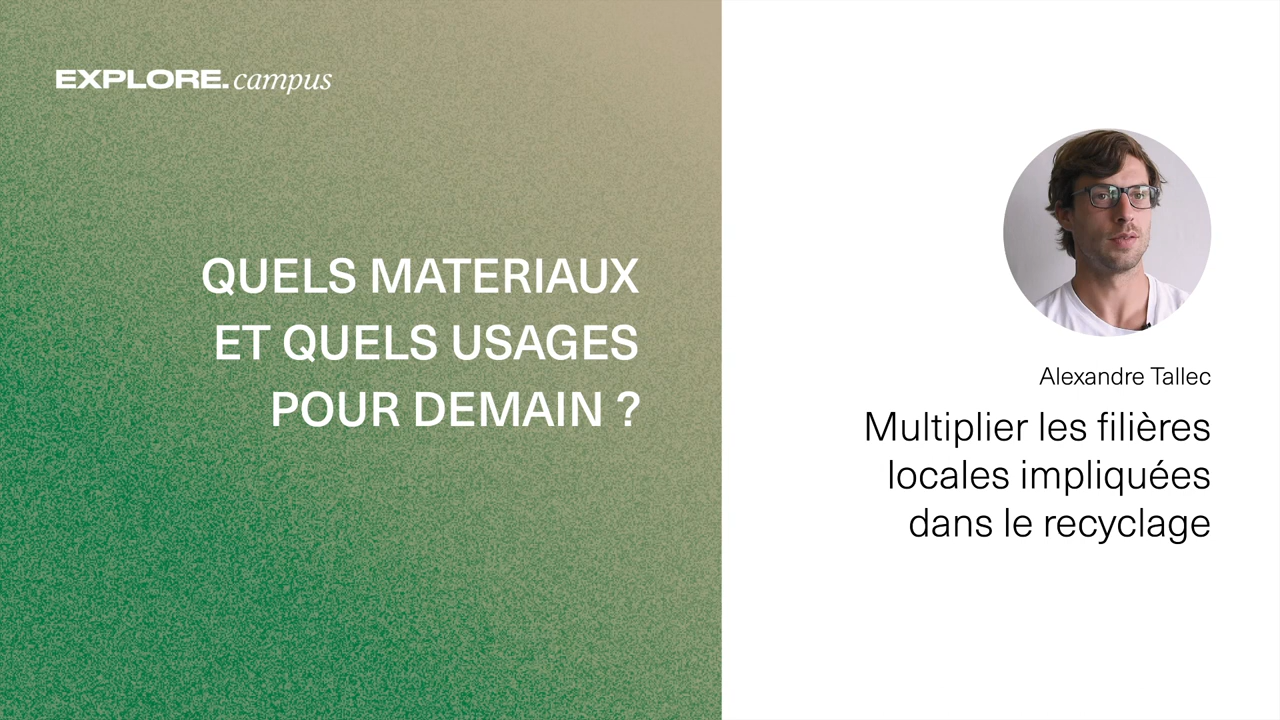 EXPLORE.campus
QUELS MATERIAUX
ET QUELS USAGES
POUR DEMAIN ?
Alexandre Tallec
Multiplier les filières
locales impliquées
dans le recyclage